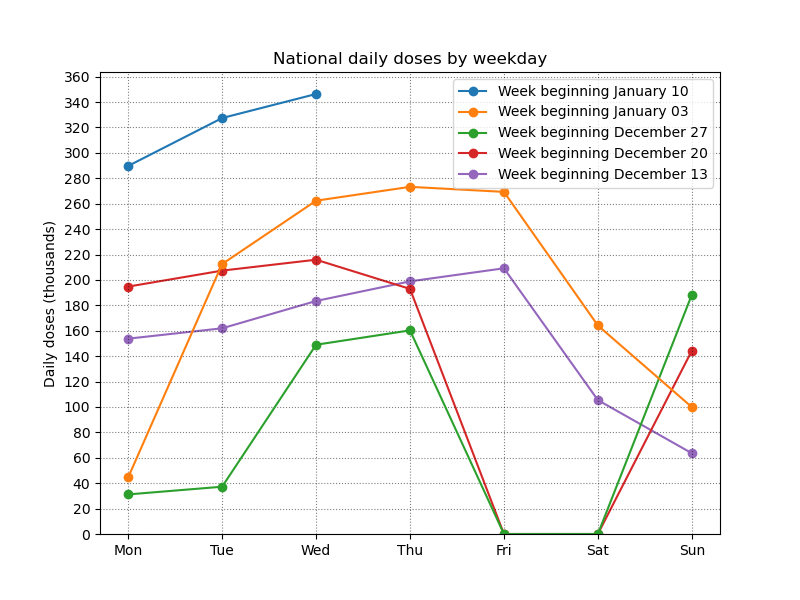 National daily doses by weekday
Daily doses (thousands)
360
340
320
300
280
260
240
220
200
180
160
140
120
100
80
60
40
20
0
Week beginning January 10
Week beginning January 03
Week beginning December 27
Week beginning December 20
Week beginning December 13
Mon Tue Wed Thu Fri Sat Sun